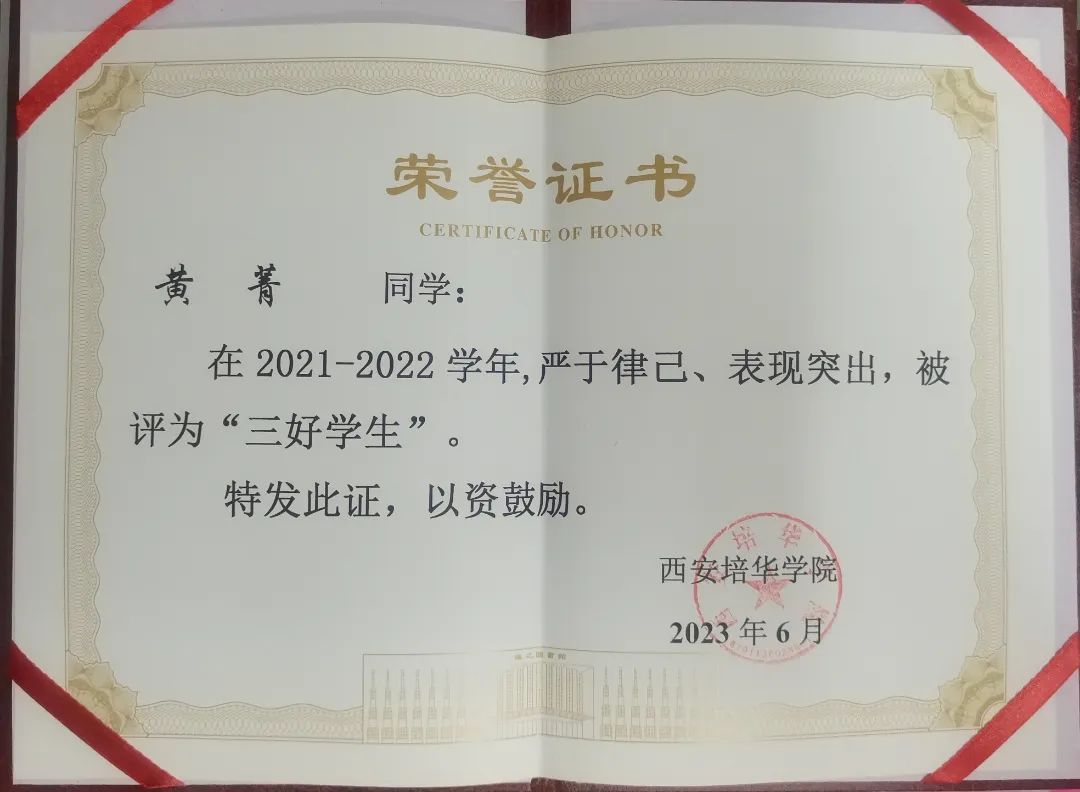 荣誉证书
CERTIFICATE OF HONOR
黄 菁 同学：
在 2021-2022 学年,严于律己、表现突出，被
评为“三好学生”。
特发此证，以资鼓励。
西安培华学院
2023 年 6 月